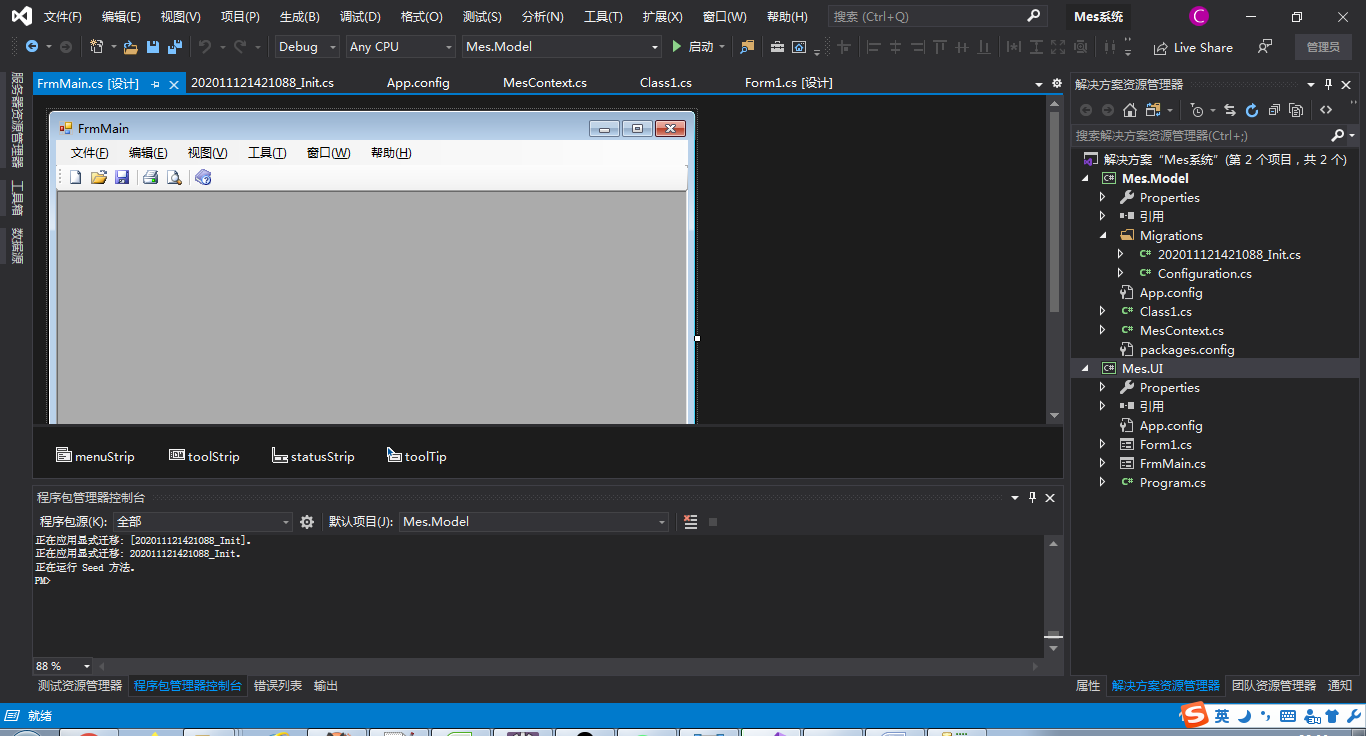 文件(F) 编辑(E) 视图(V) 项目(P) 生成(B) 调试(D) 格式(O) 测试(S) 分析(N) 工具(T) 扩展(X) 窗口(W) 帮助(H) 搜索 (Ctrl+Q) Mes系统 C
Debug Any CPU Mes.Model 启动 Live Share 管理员
服务器资源管理器
工具箱
数据源
FrmMain.cs [设计] 202011121421088_Init.cs App.config MesContext.cs Class1.cs Form1.cs [设计]
FrmMain
文件(F) 编辑(E) 视图(V) 工具(T) 窗口(W) 帮助(H)
menuStrip toolStrip statusStrip toolTip
程序包管理器控制台
程序包源(K): 全部 默认项目(J): Mes.Model
正在应用显式迁移: [202011121421088_Init].
正在应用显式迁移: 202011121421088_Init.
正在运行 Seed 方法.
PM>
88 %
测试资源管理器 程序包管理器控制台 错误列表 输出
解决方案资源管理器
搜索解决方案资源管理器(Ctrl+;)
解决方案“Mes系统”(第 2 个项目，共 2 个)
Mes.Model
Properties
引用
Migrations
202011121421088_Init.cs
Configuration.cs
App.config
Class1.cs
MesContext.cs
packages.config
Mes.UI
Properties
引用
App.config
Form1.cs
FrmMain.cs
Program.cs
属性 解决方案资源管理器 团队资源管理器 通知
就绪
S 英